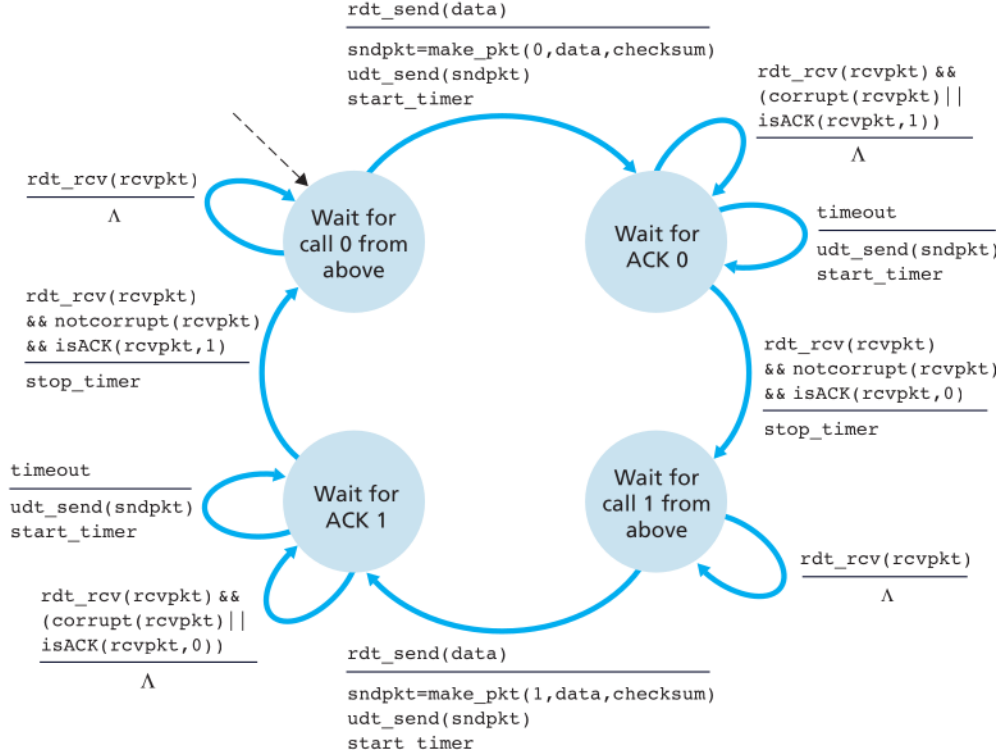 rdt_send(data)
sndpkt=make_pkt(0,data,checksum)
udt_send(sndpkt)
start_timer
rdt_rcv(rcvpkt) &&
(corrupt(rcvpkt)||
isACK(rcvpkt,1))
Λ
rdt_rcv(rcvpkt)
Λ
Wait for
call 0 from
above
Wait for
ACK 0
timeout
udt_send(sndpkt)
start_timer
rdt_rcv(rcvpkt)
&& notcorrupt(rcvpkt)
&& isACK(rcvpkt,1)
stop_timer
rdt_rcv(rcvpkt)
&& notcorrupt(rcvpkt)
&& isACK(rcvpkt,0)
stop_timer
timeout
udt_send(sndpkt)
start_timer
Wait for
ACK 1
Wait for
call 1 from
above
rdt_rcv(rcvpkt)
Λ
rdt_rcv(rcvpkt) &&
(corrupt(rcvpkt)||
isACK(rcvpkt,0))
Λ
rdt_send(data)
sndpkt=make_pkt(1,data,checksum)
udt_send(sndpkt)
start_timer